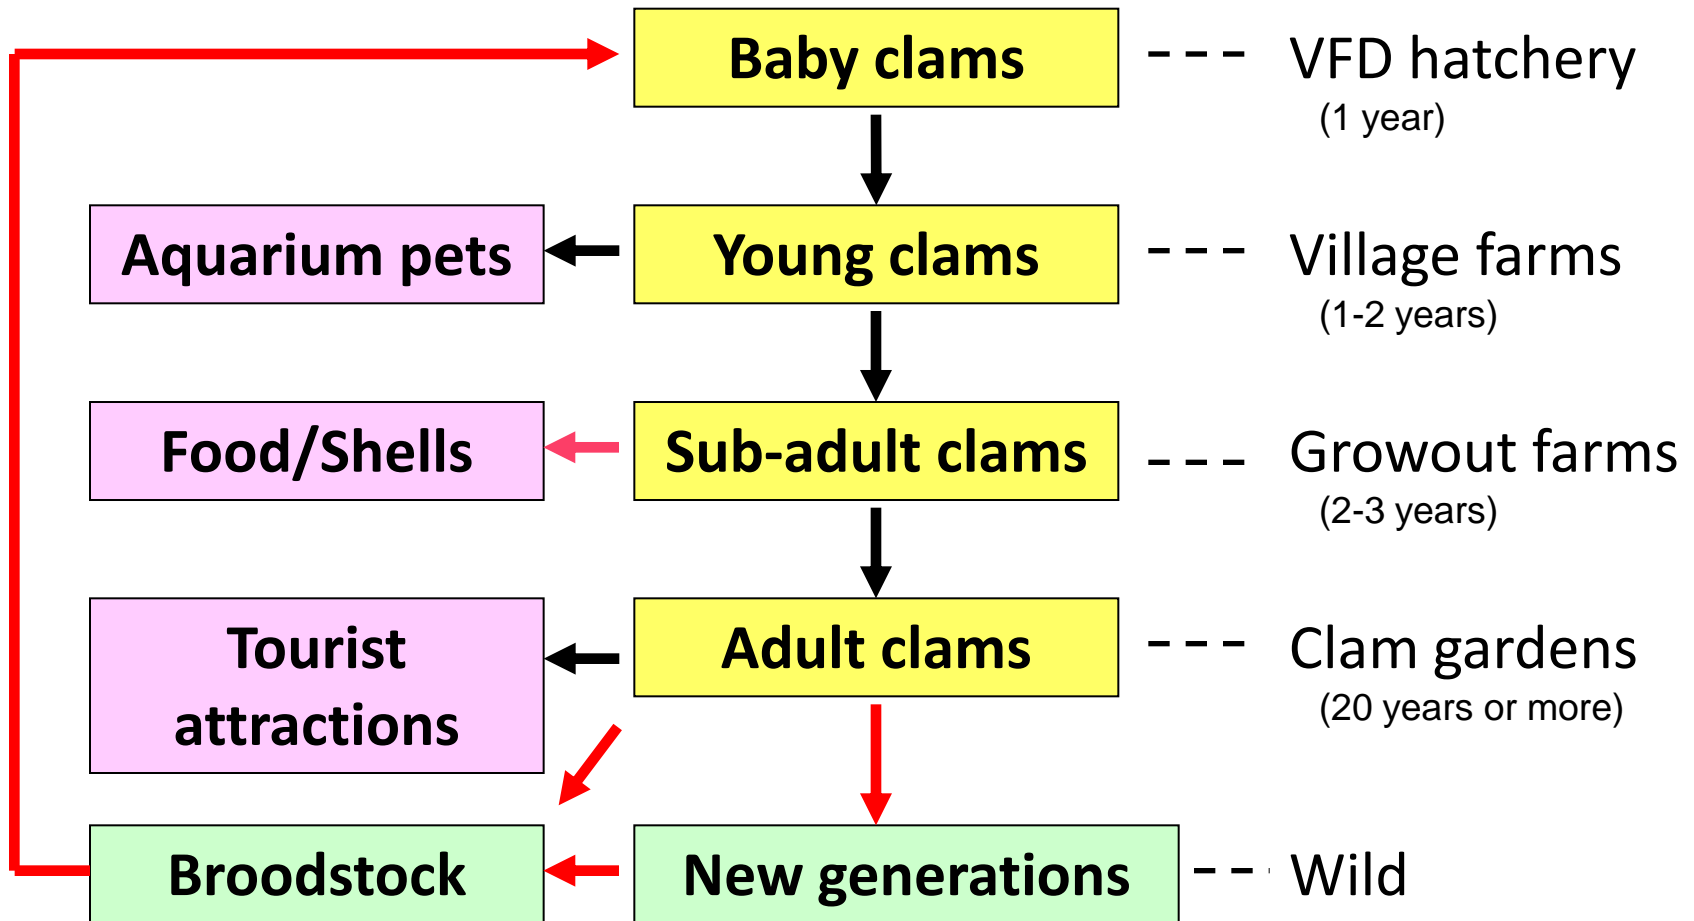 Baby clams
VFD hatchery
(1 year)
Aquarium pets
Young clams
Village farms
(1-2 years)
Food/Shells
Sub-adult clams
Growout farms
(2-3 years)
Tourist
attractions
Adult clams
Clam gardens
(20 years or more)
Broodstock
New generations
Wild